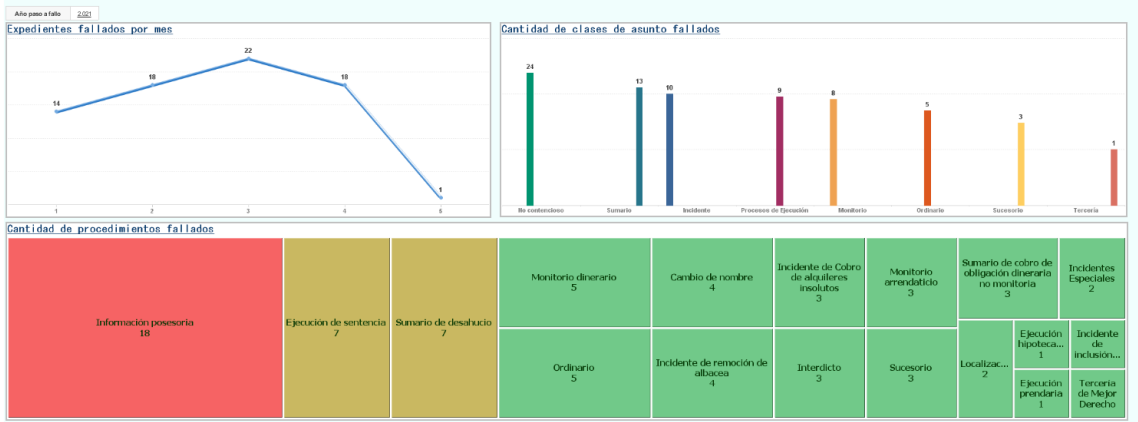 Año paso a fallo 2.021
Expedientes fallados por mes
14
18
22
18
1
1
2
3
4
5
Cantidad de clases de asunto fallados
24
13
10
9
8
5
3
1
No contencioso
Sumario
Incidente
Procesos de Ejecución
Monitorio
Ordinario
Sucesorio
Tercería
Cantidad de procedimientos fallados
Información posesoria
18
Ejecución de sentencia
7
Sumario de desahucio
7
Monitorio dinerario
5
Ordinario
5
Cambio de nombre
4
Incidente de remoción de
albacea
4
Incidente de Cobro
de alquileres
insolutos
3
Interdicto
3
Monitorio
arrendaticio
3
Sucesorio
3
Sumario de cobro de
obligación dineraria
no monitoria
3
Incidentes
Especiales
2
Localizac...
2
Ejecución
hipoteca...
1
Ejecución
prendaria
1
Incidente
de
inclusión...
Tercería
de Mejor
Derecho